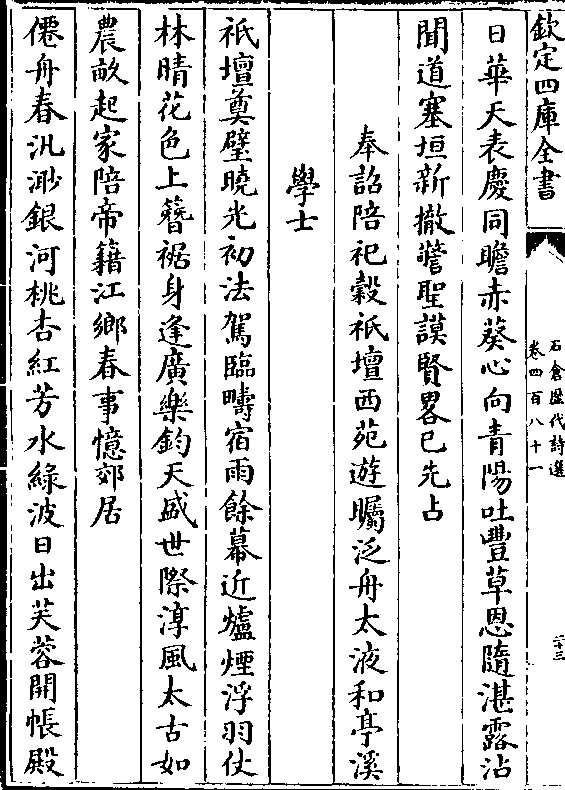 欽定四庫全書
石倉歴代詩選
卷四百八十一
二十三
日華天表慶同瞻赤葵心向青陽吐豐草恩隨湛露沾
聞道塞垣新撤警聖謨賢畧已先占
奉詔陪祀穀祇壇西苑遊矚泛舟太液和亭溪
學士
祇壇奠璧曉光初法駕臨疇宿雨餘幕近爐煙浮羽仗
林晴花色上簪裾身逢廣樂鈞天盛世際淳風太古如
農畝起家陪帝籍江鄉春事憶郊居
僊舟春汎渺銀河桃杏紅芳水綠波日出芙蓉開帳殿